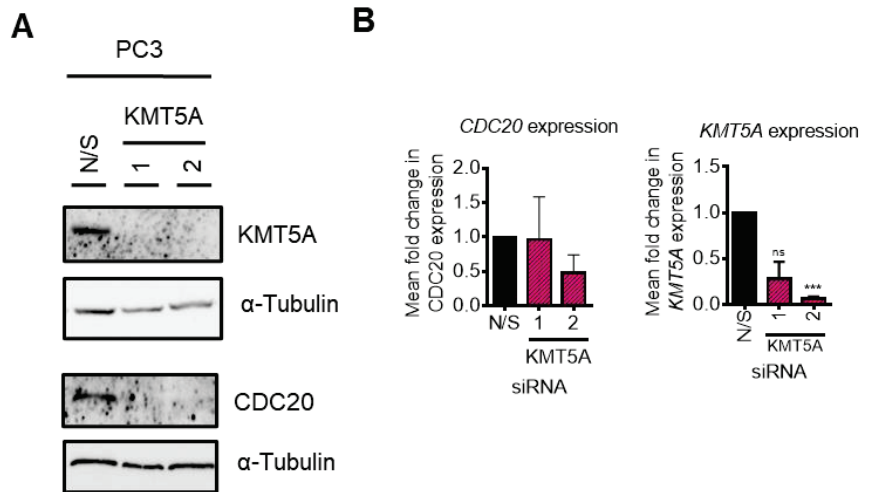 A
PC3
KMT5A
N/S
1
2
KMT5A
α-Tubulin
CDC20
α-Tubulin
B
CDC20 expression
Mean fold change in
CDC20 expression
2.0
1.5
1.0
0.5
0.0
N/S 1 2
KMT5A
siRNA
KMT5A expression
Mean fold change in
KMT5A expression
1.5
1.0
0.5
0.0
ns
***
N/S
1
2
KMT5A
siRNA